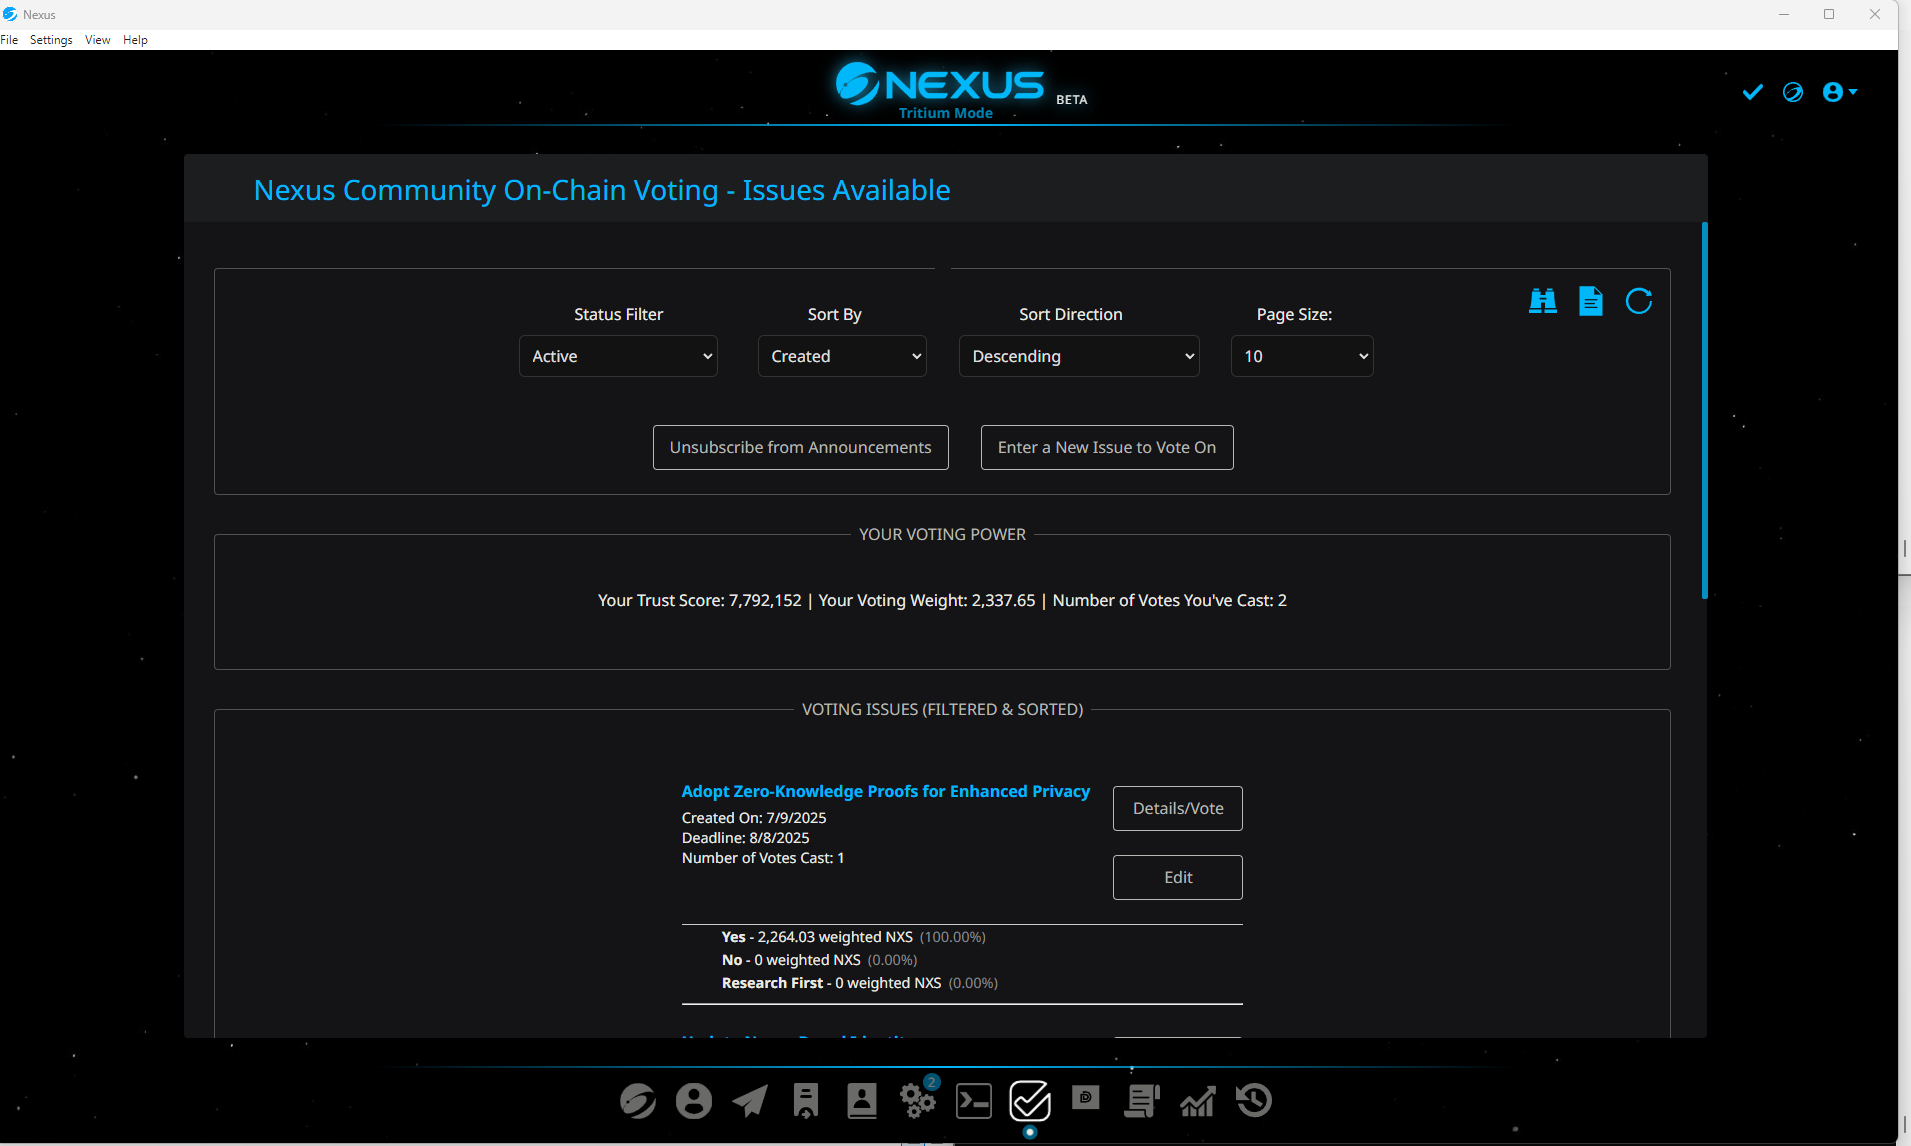 Nexus
File Settings View Help
NEXUS BETA
Tritium Mode
Nexus Community On-Chain Voting - Issues Available
Status Filter Sort By Sort Direction Page Size:
Active Created Descending 10
Unsubscribe from Announcements Enter a New Issue to Vote On
YOUR VOTING POWER
Your Trust Score: 7,792,152 | Your Voting Weight: 2,337.65 | Number of Votes You've Cast: 2
VOTING ISSUES (FILTERED & SORTED)
Adopt Zero-Knowledge Proofs for Enhanced Privacy
Details/Vote
Created On: 7/9/2025
Deadline: 8/8/2025
Number of Votes Cast: 1
Edit
Yes - 2,264.03 weighted NXS (100.00%)
No - 0 weighted NXS (0.00%)
Research First - 0 weighted NXS (0.00%)
2